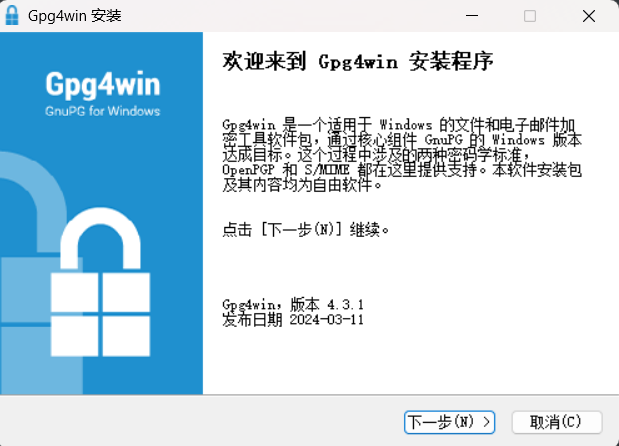 Gpg4win 安装
Gpg4win
GnuPG for Windows
欢迎来到 Gpg4win 安装程序
Gpg4win 是一个适用于 Windows 的文件和电子邮件加
密工具软件包，通过核心组件 GnuPG 的 Windows 版本
达成目标。这个过程中涉及的两种密码学标准，
OpenPGP 和 S/MIME 都在这里提供支持。本软件安装包
及其内容均为自由软件。
点击 [下一步(N)] 继续。
Gpg4win，版本 4.3.1
发布日期 2024-03-11
下一步(N) >
取消(C)